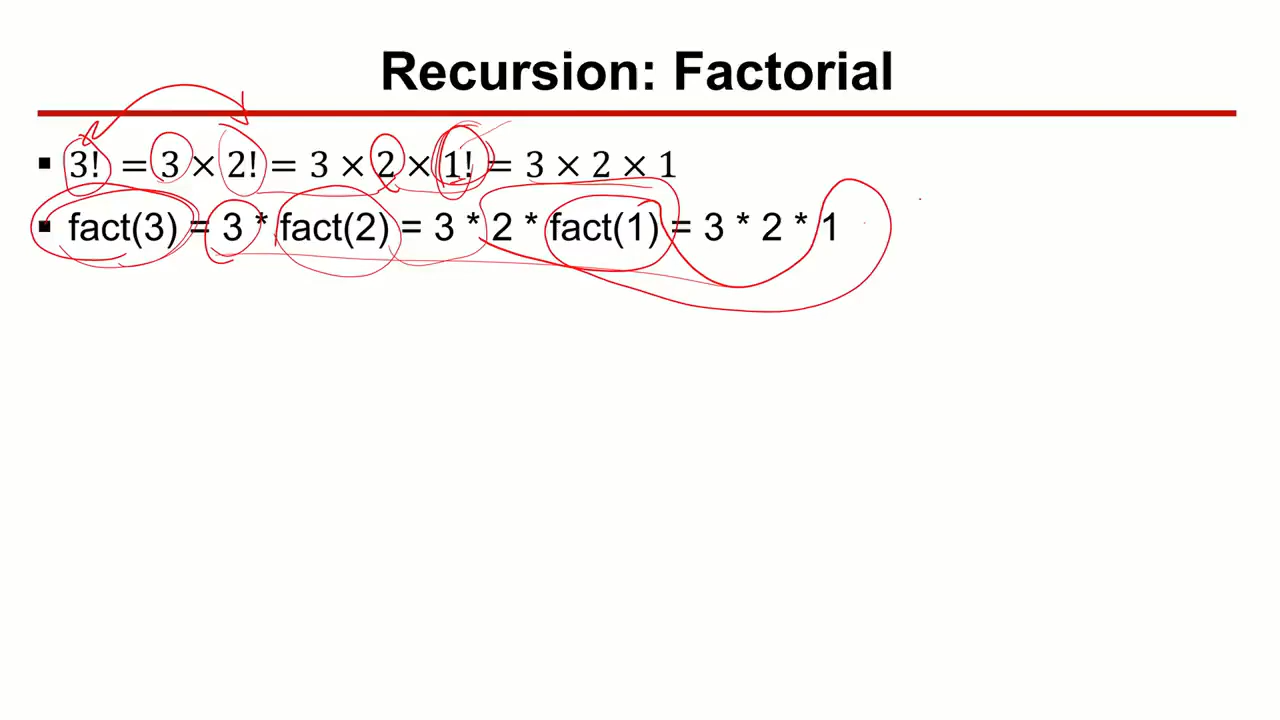 Recursion: Factorial
▪ 3! = 3 × 2! = 3 × 2 × 1! = 3 × 2 × 1
▪ fact(3) = 3 * fact(2) = 3 * 2 * fact(1) = 3 * 2 * 1